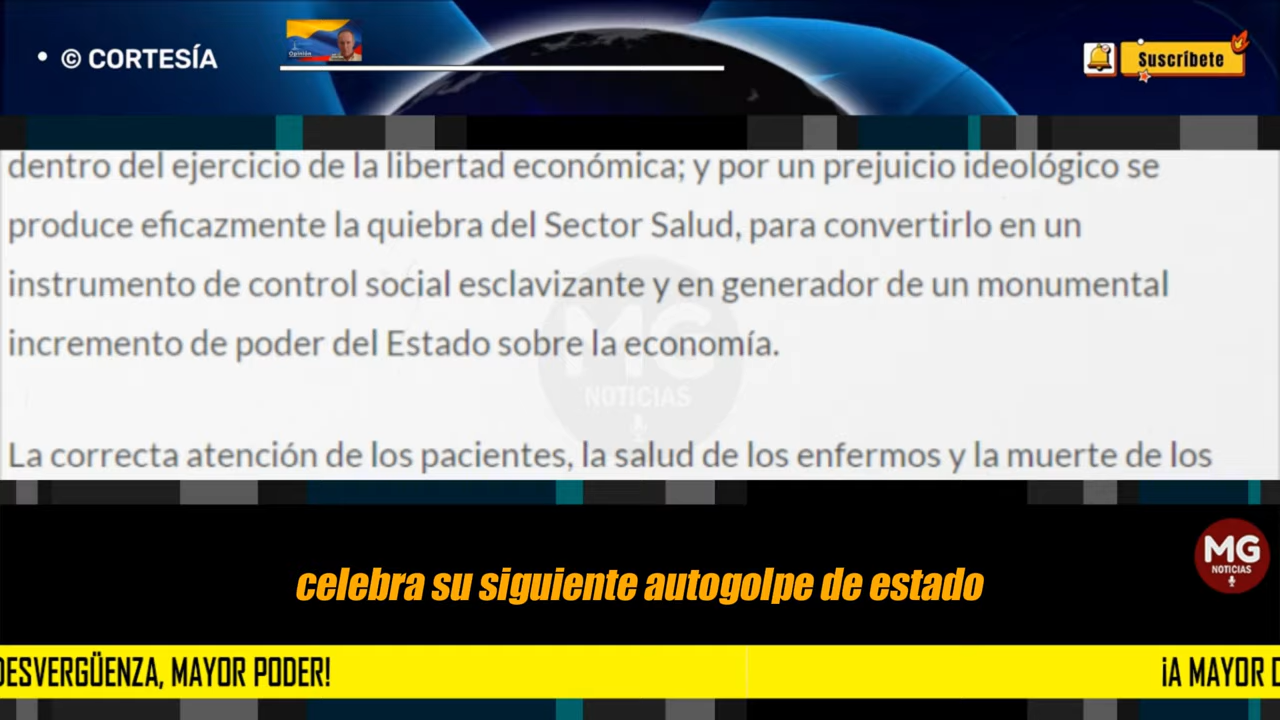 • © CORTESÍA
Opinión
Suscríbete
dentro del ejercicio de la libertad económica; y por un prejuicio ideológico se
produce eficazmente la quiebra del Sector Salud, para convertirlo en un
instrumento de control social esclavizante y en generador de un monumental
incremento de poder del Estado sobre la economía.
MG
NOTICIAS
La correcta atención de los pacientes, la salud de los enfermos y la muerte de los
MG
NOTICIAS
celebra su siguiente autogolpe de estado
DESVERGÜENZA, MAYOR PODER!
¡A MAYOR